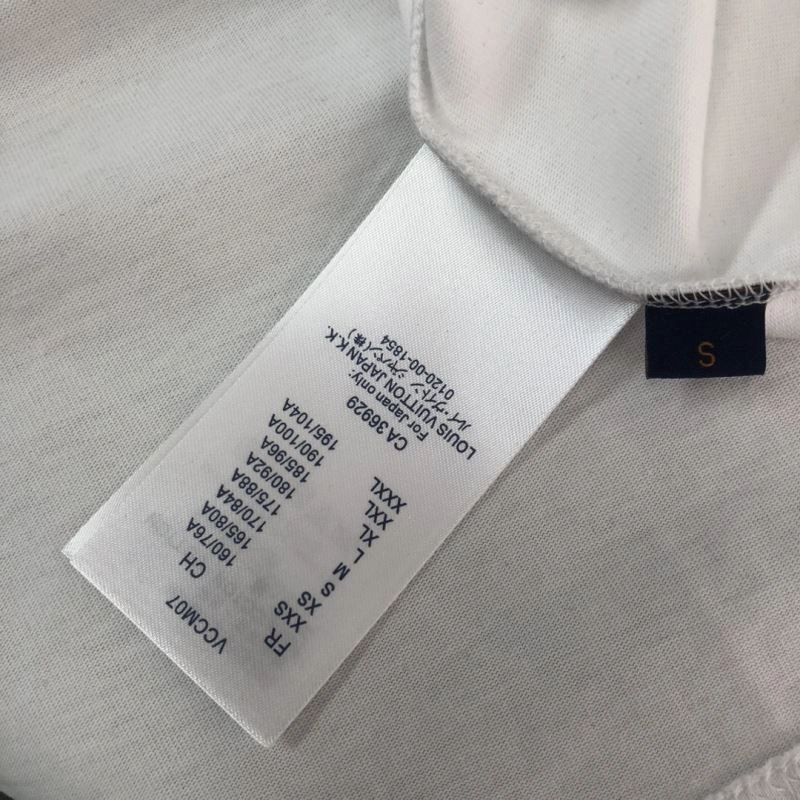 VCCM07
FR CH
XXS 160/76A
XS 165/80A
S 170/84A
M 175/88A
L 180/92A
XL 185/96A
XXL 190/100A
XXXL 195/104A
CA 36929
For Japan only:
LOUIS VUITTON JAPAN K.K.
ルイ・ヴィトン ジャパン(株)
0120-00-1854
S